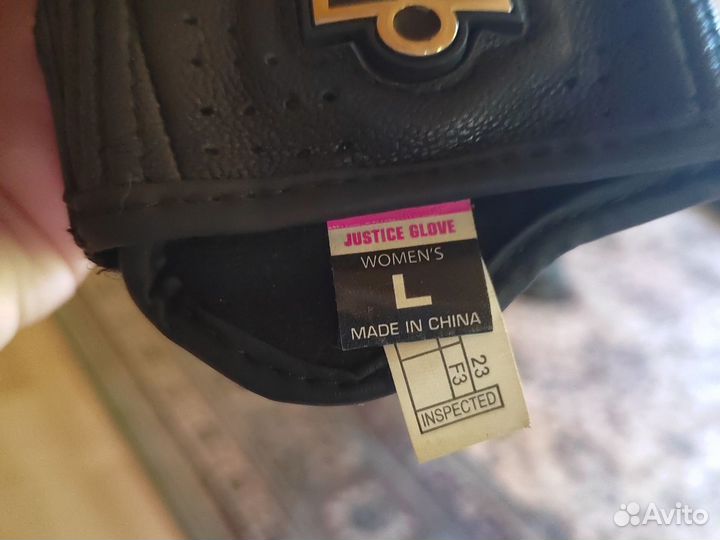 JUSTICE GLOVE
WOMEN'S
L
MADE IN CHINA
23
F3
INSPECTED
Avito